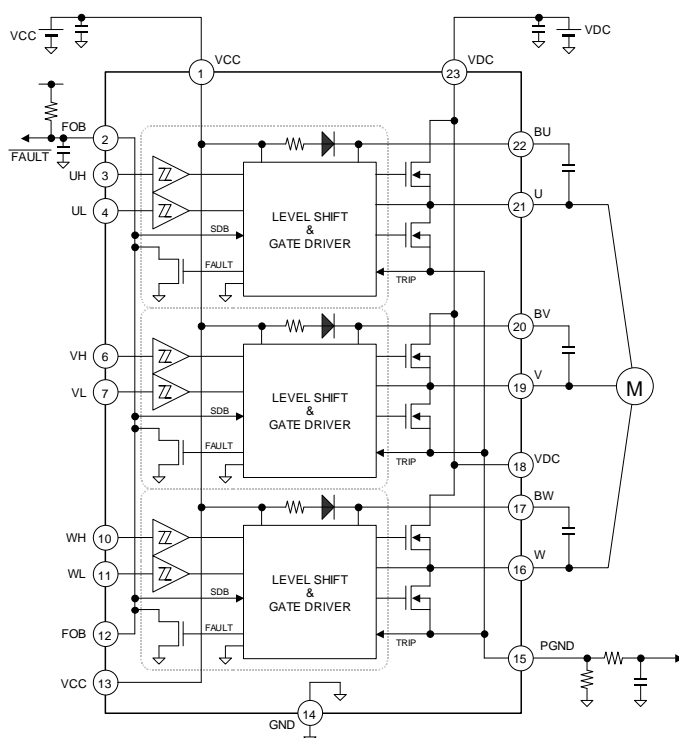 VCC
VDC
VCC
1
23
VDC
FOB
2
FAULT
BU
22
UH
3
U
21
UL
4
LEVEL SHIFT
&
GATE DRIVER
SDB
FAULT
TRIP
BV
20
VH
6
V
19
VL
7
LEVEL SHIFT
&
GATE DRIVER
SDB
FAULT
TRIP
M
VDC
18
BW
17
WH
10
W
16
WL
11
LEVEL SHIFT
&
GATE DRIVER
SDB
FAULT
TRIP
FOB
12
PGND
15
VCC
13
GND
14